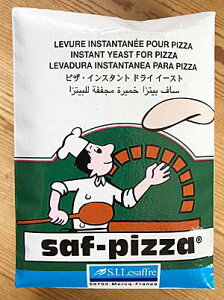 LEVURE INSTANTANÉE POUR PIZZA
INSTANT YEAST FOR PIZZA
LEVADURA INSTANTANEA PARA PIZZA
ピザ・インスタント ドライ イースト
ساف بيتزا خميرة مجففة للبيتزا
saf-pizza®
S.I.Lesaffre
59703-Marcq-France